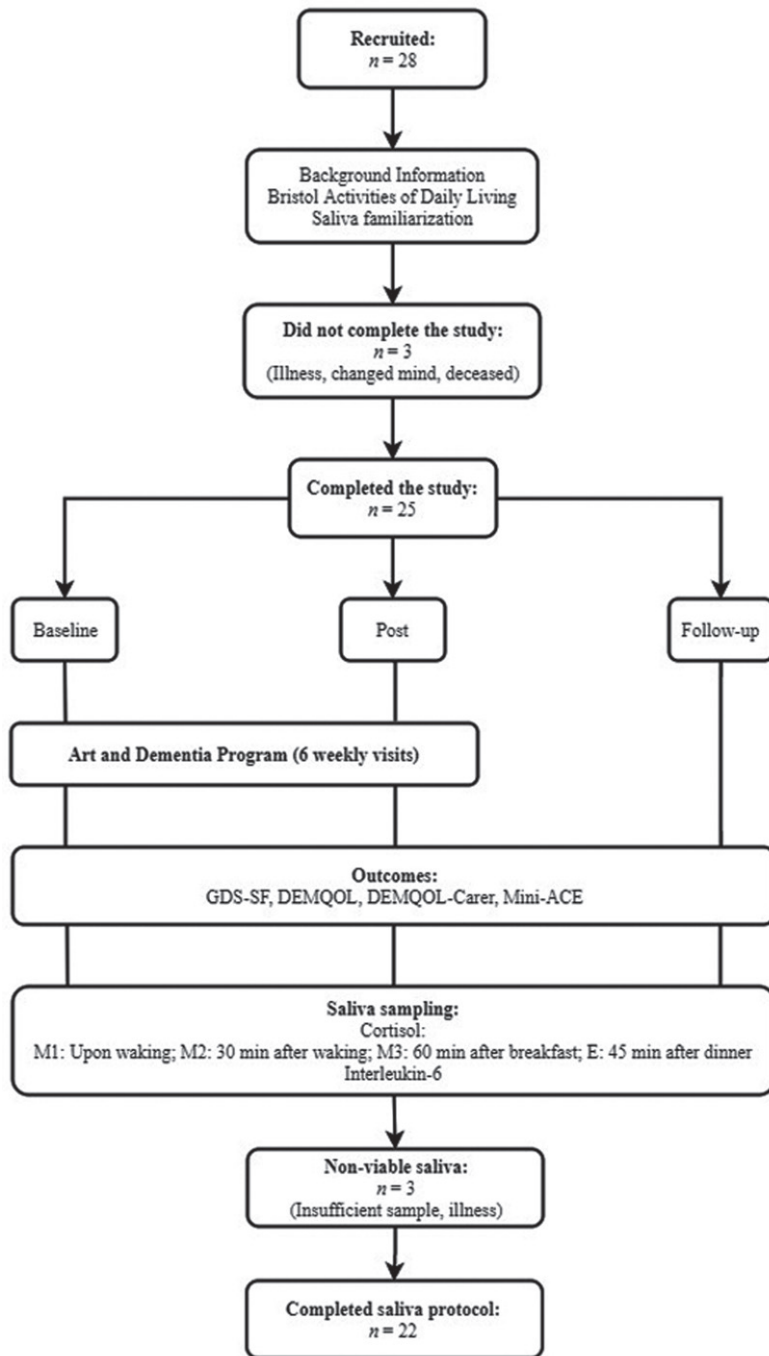 Recruited:
n = 28
Background Information
Bristol Activities of Daily Living
Saliva familiarization
Did not complete the study:
n = 3
(Illness, changed mind, deceased)
Completed the study:
n = 25
Baseline
Post
Follow-up
Art and Dementia Program (6 weekly visits)
Outcomes:
GDS-SF, DEMQOL, DEMQOL-Carer, Mini-ACE
Saliva sampling:
Cortisol:
M1: Upon waking; M2: 30 min after waking; M3: 60 min after breakfast; E: 45 min after dinner
Interleukin-6
Non-viable saliva:
n = 3
(Insufficient sample, illness)
Completed saliva protocol:
n = 22